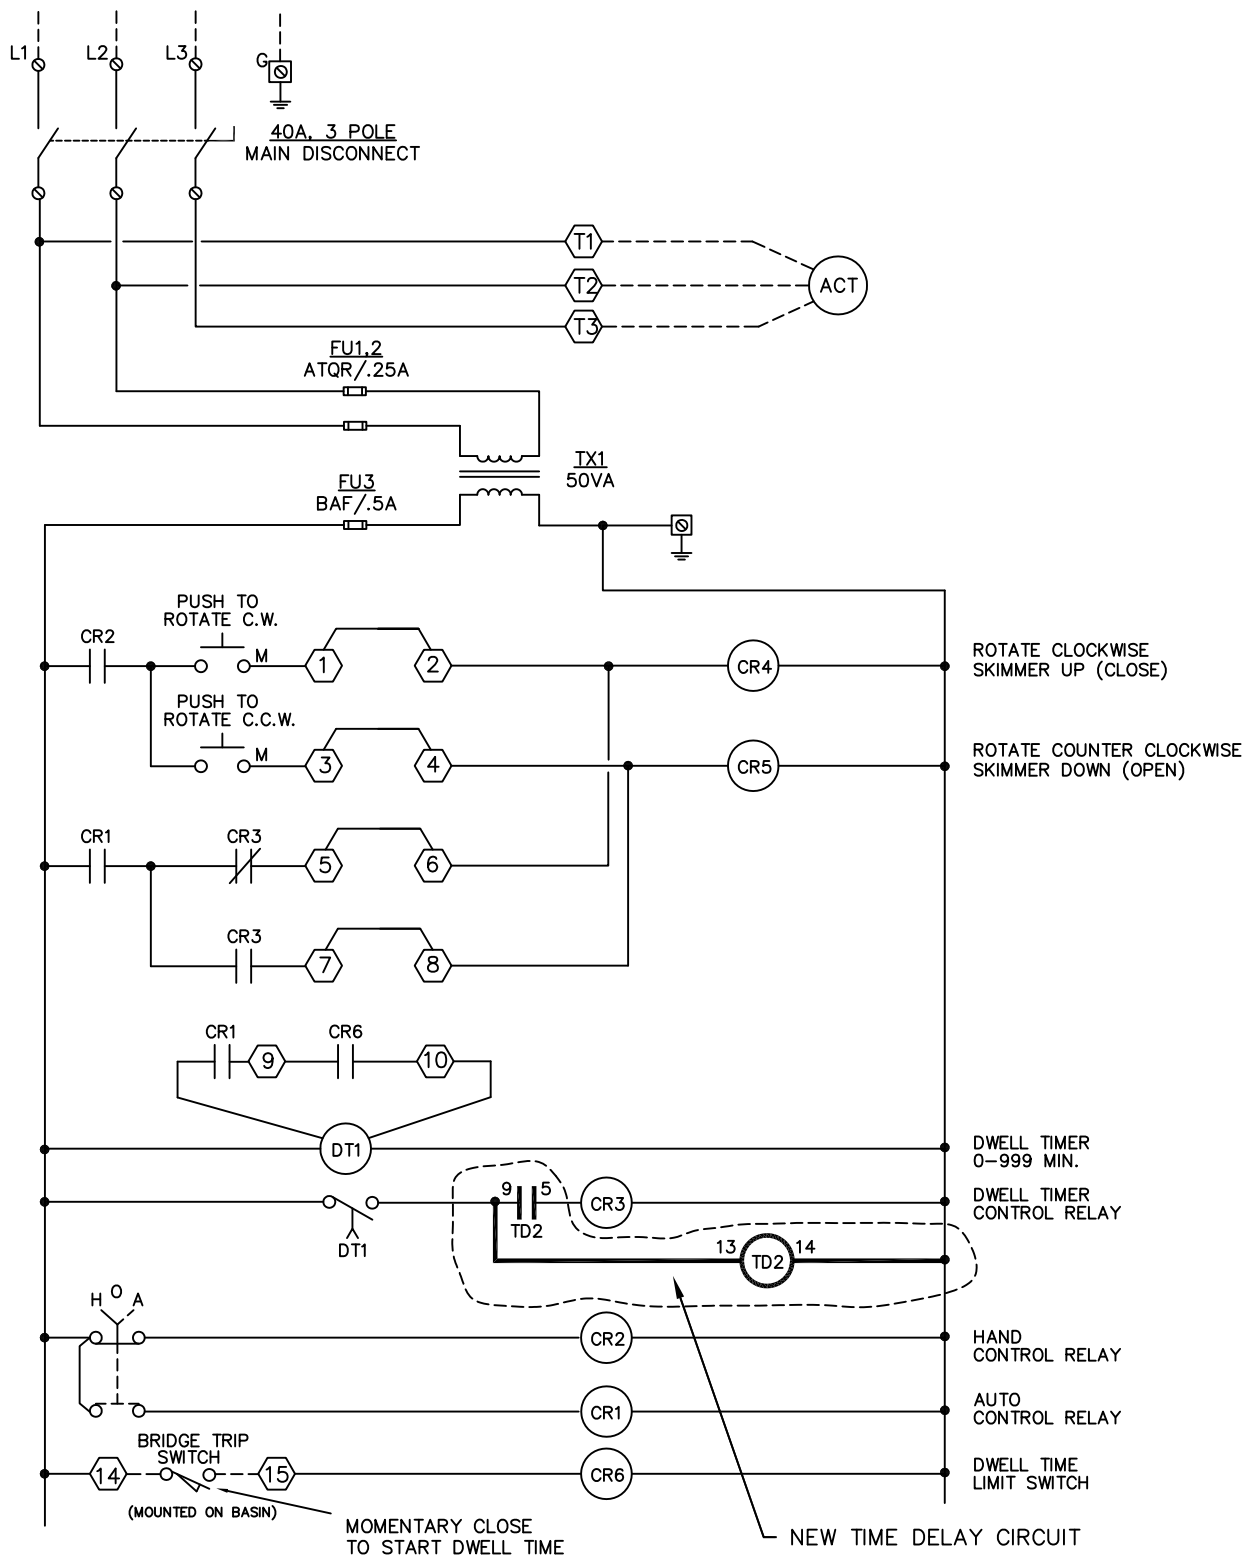 L1
L2
L3
G
40A, 3 POLE
MAIN DISCONNECT
T1
T2
T3
ACT
FU1,2
ATQR/.25A
TX1
50VA
FU3
BAF/.5A
PUSH TO
ROTATE C.W.
CR2
M
1
2
CR4
ROTATE CLOCKWISE
SKIMMER UP (CLOSE)
PUSH TO
ROTATE C.C.W.
M
3
4
CR5
ROTATE COUNTER CLOCKWISE
SKIMMER DOWN (OPEN)
CR1
CR3
5
6
CR3
7
8
CR1
9
CR6
10
DT1
DWELL TIMER
0-999 MIN.
DT1
9
5
TD2
CR3
DWELL TIMER
CONTROL RELAY
13
TD2
14
H
O
A
CR2
HAND
CONTROL RELAY
CR1
AUTO
CONTROL RELAY
BRIDGE TRIP
SWITCH
14
15
CR6
DWELL TIME
LIMIT SWITCH
(MOUNTED ON BASIN)
MOMENTARY CLOSE
TO START DWELL TIME
NEW TIME DELAY CIRCUIT